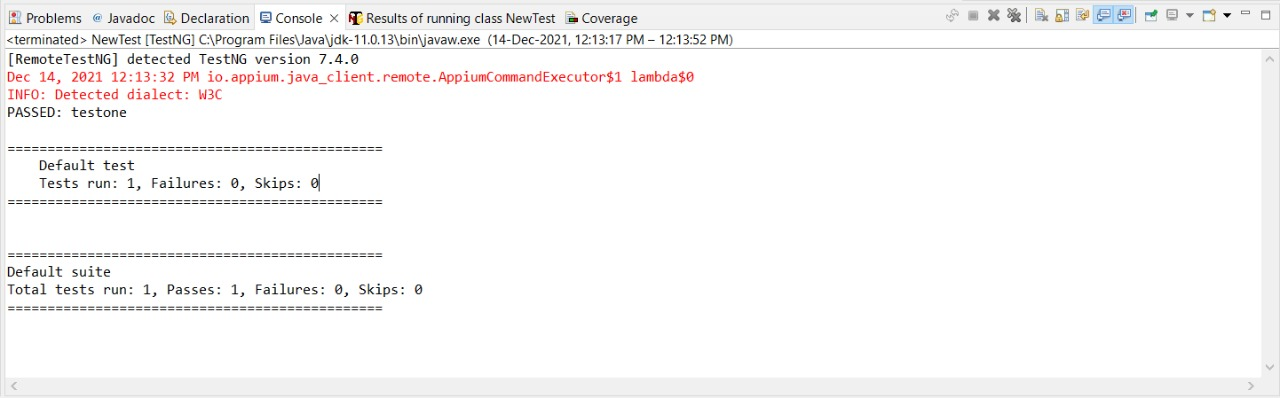 Problems @ Javadoc Declaration Console Results of running class NewTest Coverage
<terminated> NewTest [TestNG] C:\Program Files\Java\jdk-11.0.13\bin\javaw.exe (14-Dec-2021, 12:13:17 PM – 12:13:52 PM)
[RemoteTestNG] detected TestNG version 7.4.0
Dec 14, 2021 12:13:32 PM io.appium.java_client.remote.AppiumCommandExecutor$1 lambda$0
INFO: Detected dialect: W3C
PASSED: testone
===============================================
Default test
Tests run: 1, Failures: 0, Skips: 0
===============================================
===============================================
Default suite
Total tests run: 1, Passes: 1, Failures: 0, Skips: 0
===============================================